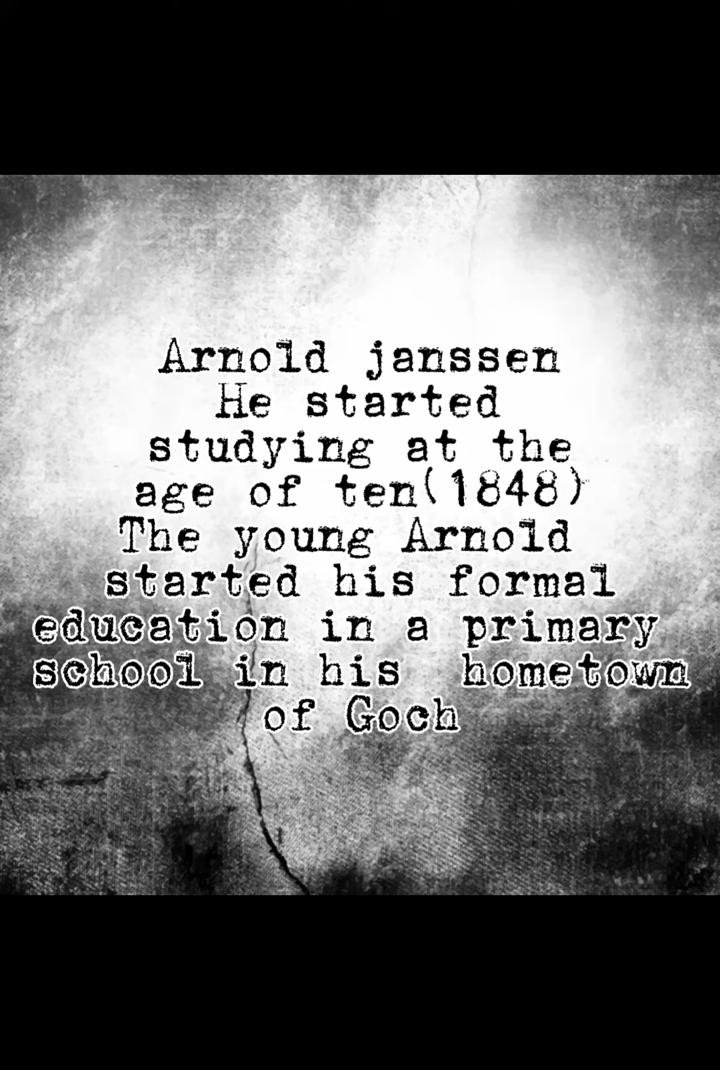 Arnold janssen
He started
studying at the
age of ten(1848)
The young Arnold
started his formal
education in a primary
school in his hometown
of Goch